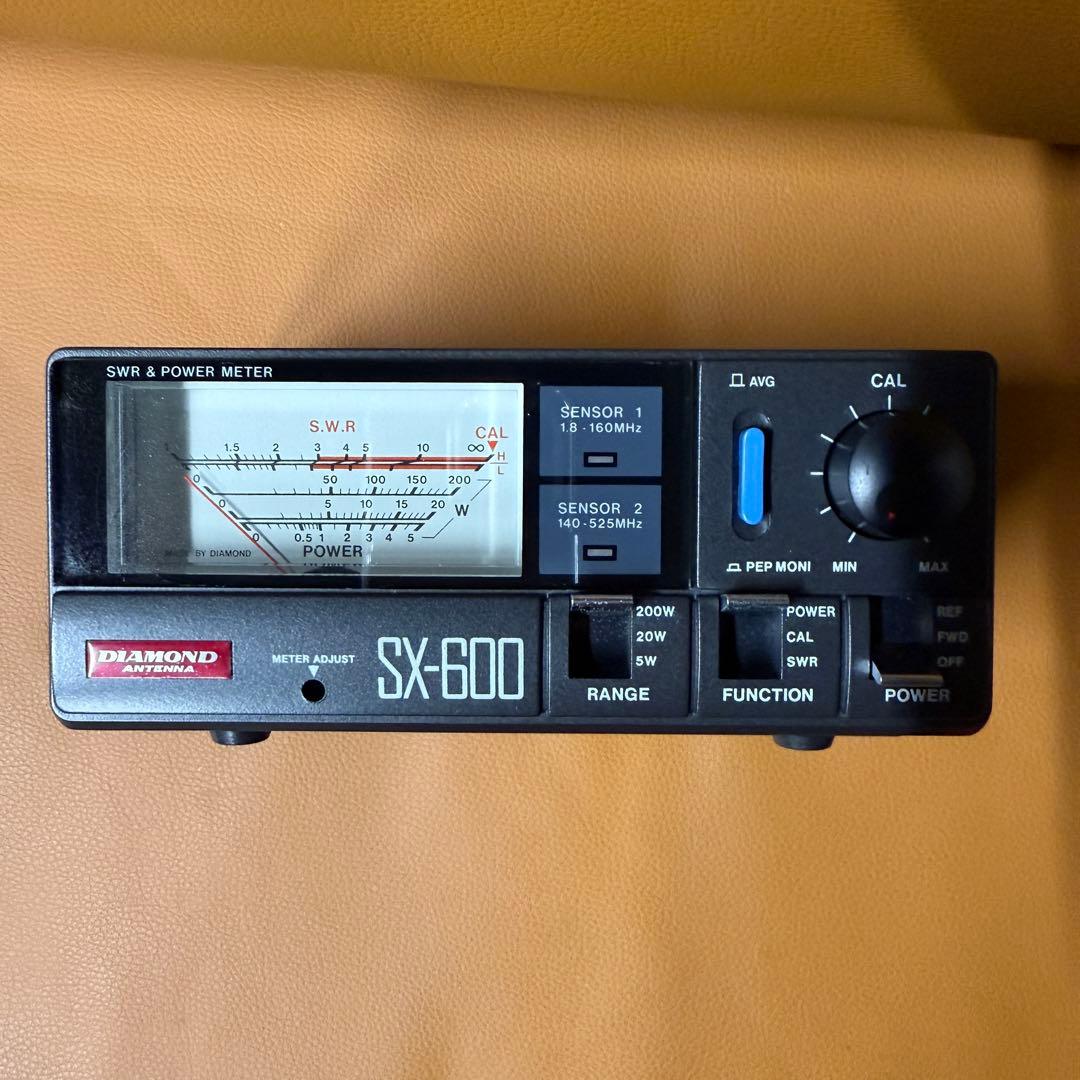 SWR & POWER METER
S.W.R
CAL
1 1.5 2 3 4 5 10 ∞ H
L
0 50 100 150 200
0 5 10 15 20 W
0 0.5 1 2 3 4 5
MADE BY DIAMOND
POWER
SENSOR 1
1.8 - 160MHz
SENSOR 2
140 - 525MHz
AVG
PEP MONI
CAL
MIN
MAX
DIAMOND
ANTENNA
METER ADJUST
SX-600
200W
20W
5W
RANGE
POWER
CAL
SWR
FUNCTION
REF
FWD
OFF
POWER